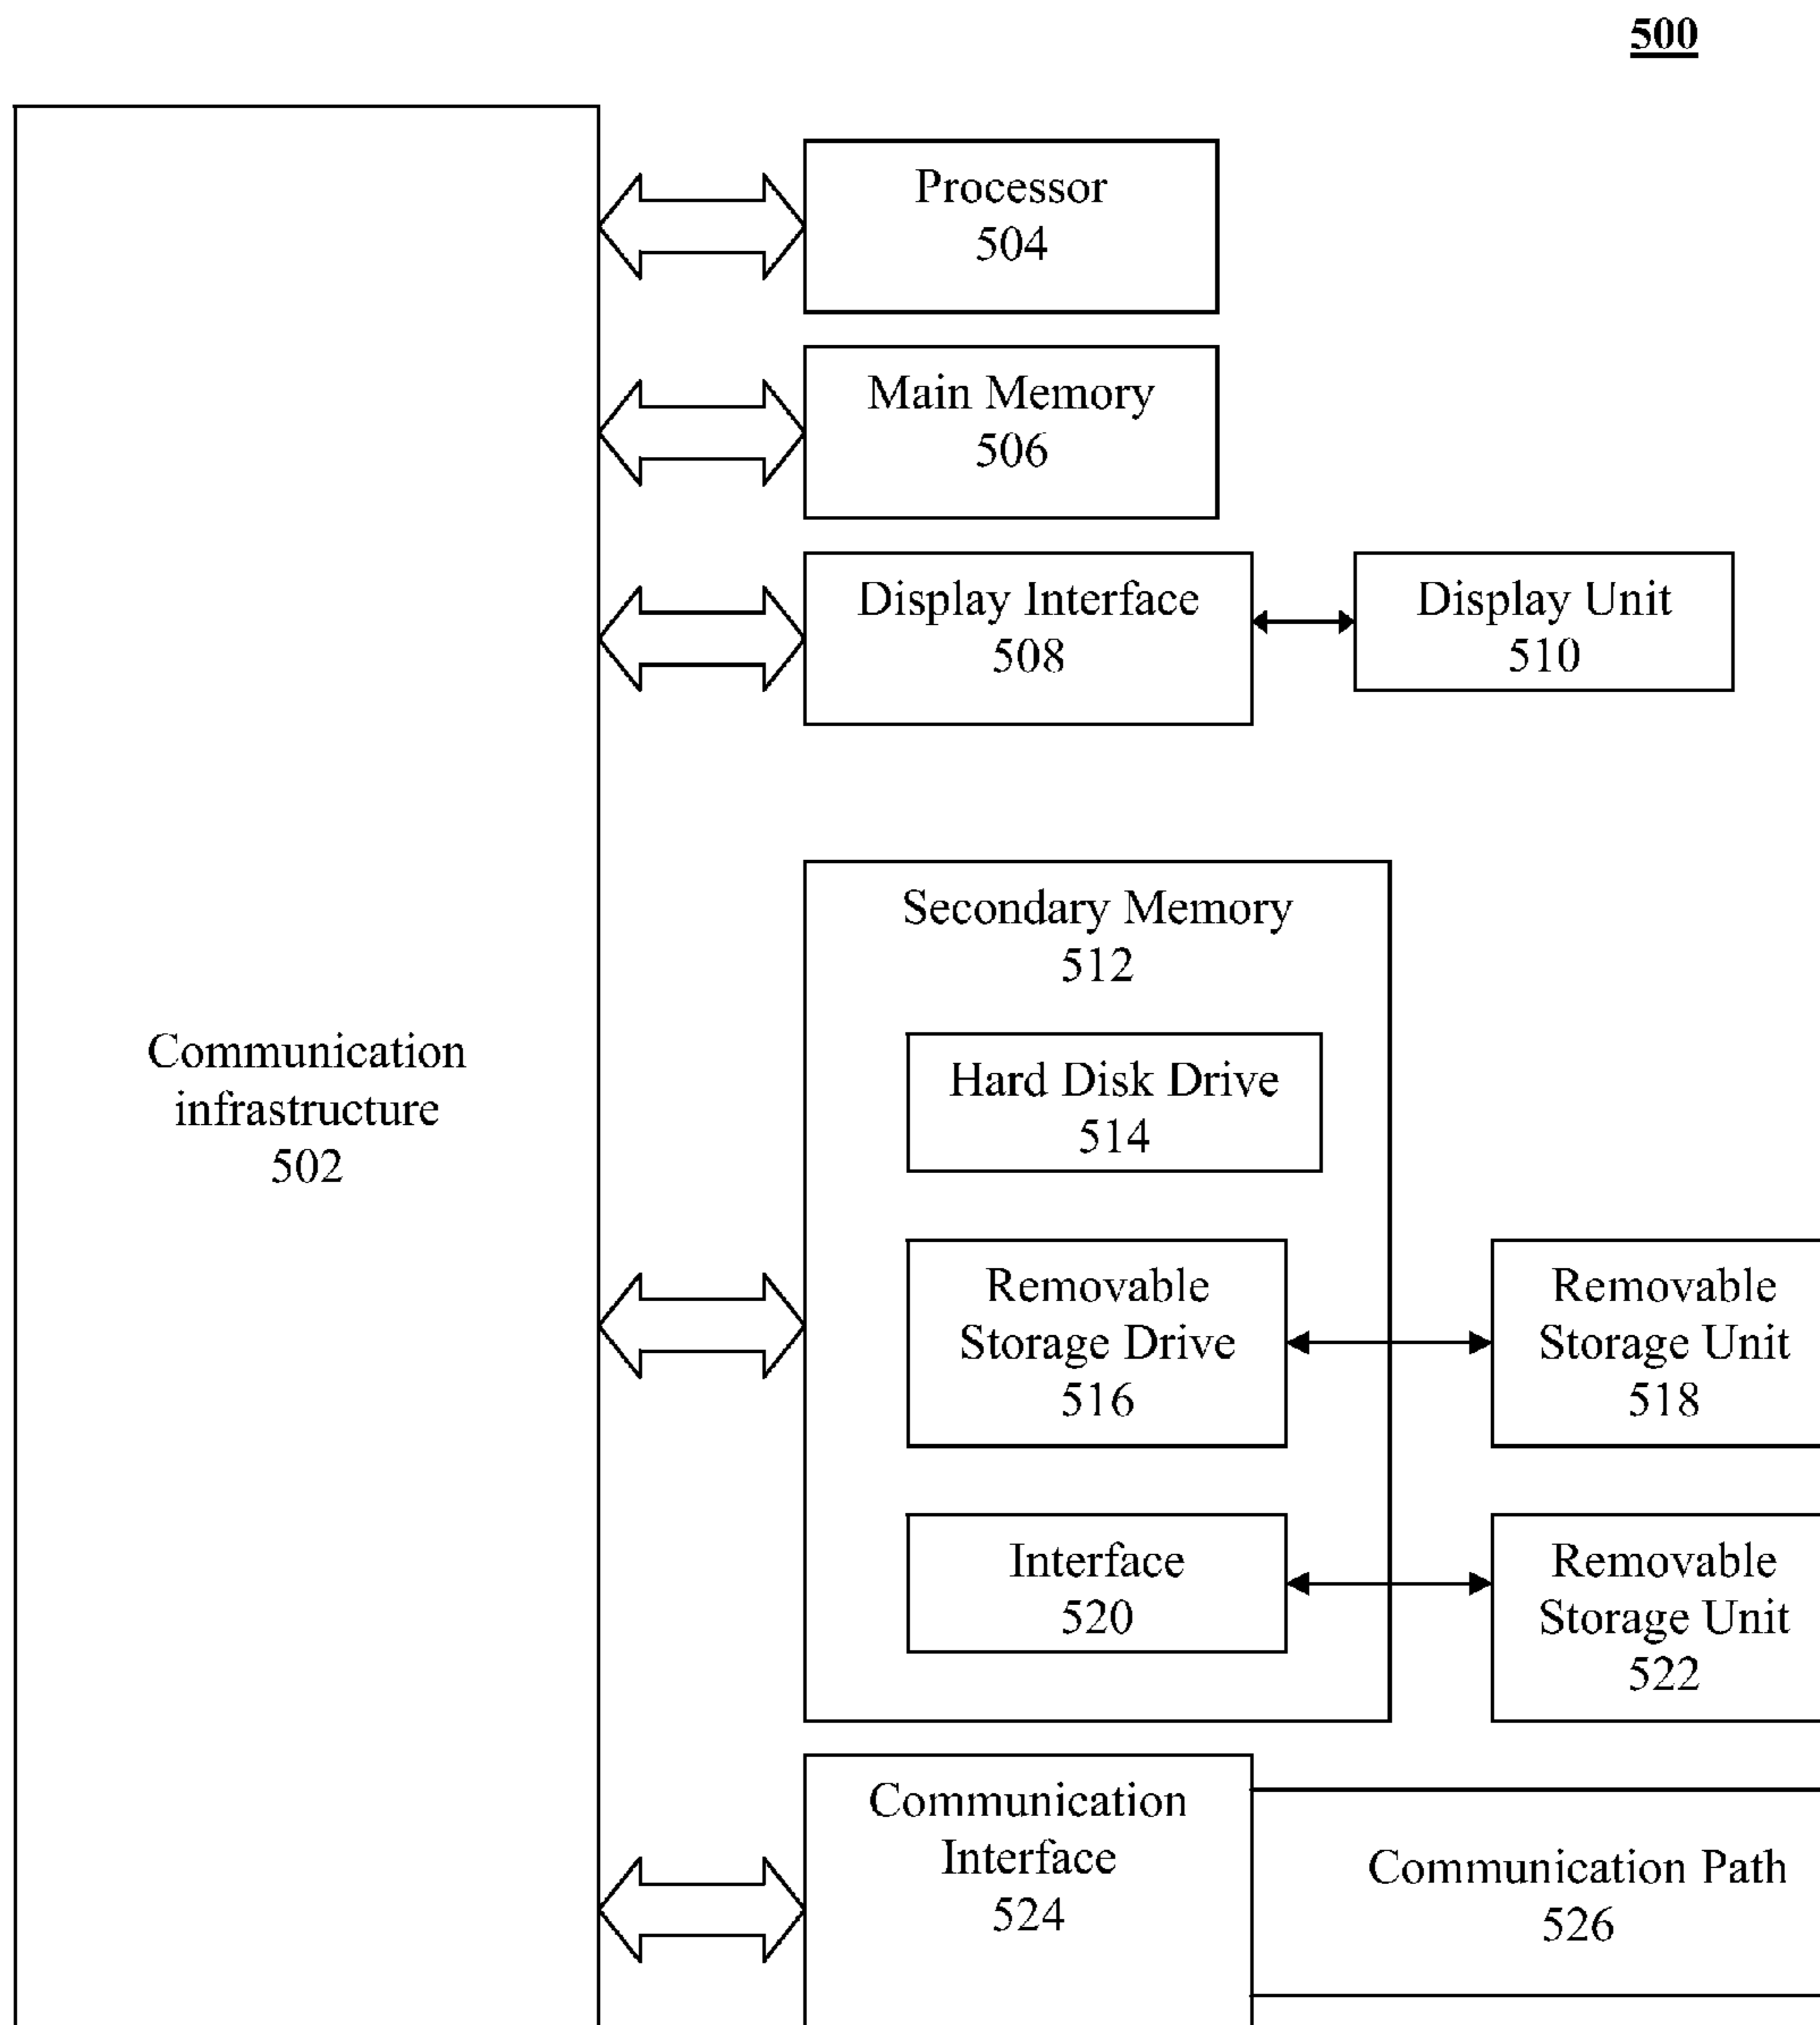 500
Processor
504
Main Memory
506
Display Interface
508
Display Unit
510
Secondary Memory
512
Communication
infrastructure
502
Hard Disk Drive
514
Removable
Storage Drive
516
Removable
Storage Unit
518
Interface
520
Removable
Storage Unit
522
Communication
Interface
524
Communication Path
526